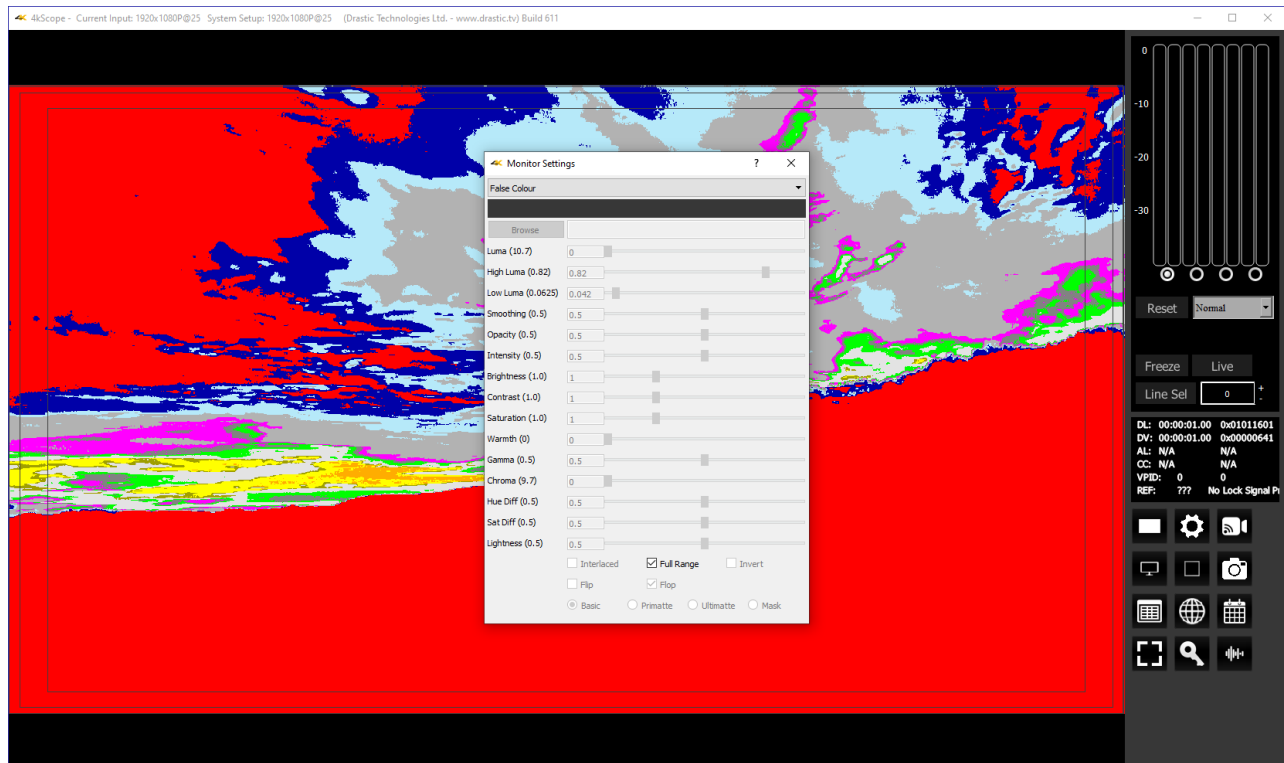 4kScope - Current Input: 1920x1080P@25 System Setup: 1920x1080P@25 (Drastic Technologies Ltd. - www.drastic.tv) Build 611
Monitor Settings ?
False Colour
Browse
Luma (10.7) 0
High Luma (0.82) 0.82
Low Luma (0.0625) 0.042
Smoothing (0.5) 0.5
Opacity (0.5) 0.5
Intensity (0.5) 0.5
Brightness (1.0) 1
Contrast (1.0) 1
Saturation (1.0) 1
Warmth (0) 0
Gamma (0.5) 0.5
Chroma (9.7) 0
Hue Diff (0.5) 0.5
Sat Diff (0.5) 0.5
Lightness (0.5) 0.5
Interlaced Full Range Invert
Flip Flop
Basic Primatte Ultimatte Mask
0
-10
-20
-30
Reset Normal
Freeze Live
Line Sel 0 + -
DL: 00:00:01.00 0x01011601
DV: 00:00:01.00 0x00000641
AL: N/A N/A
CC: N/A N/A
VPID: 0 0
REF: ??? No Lock Signal Pr